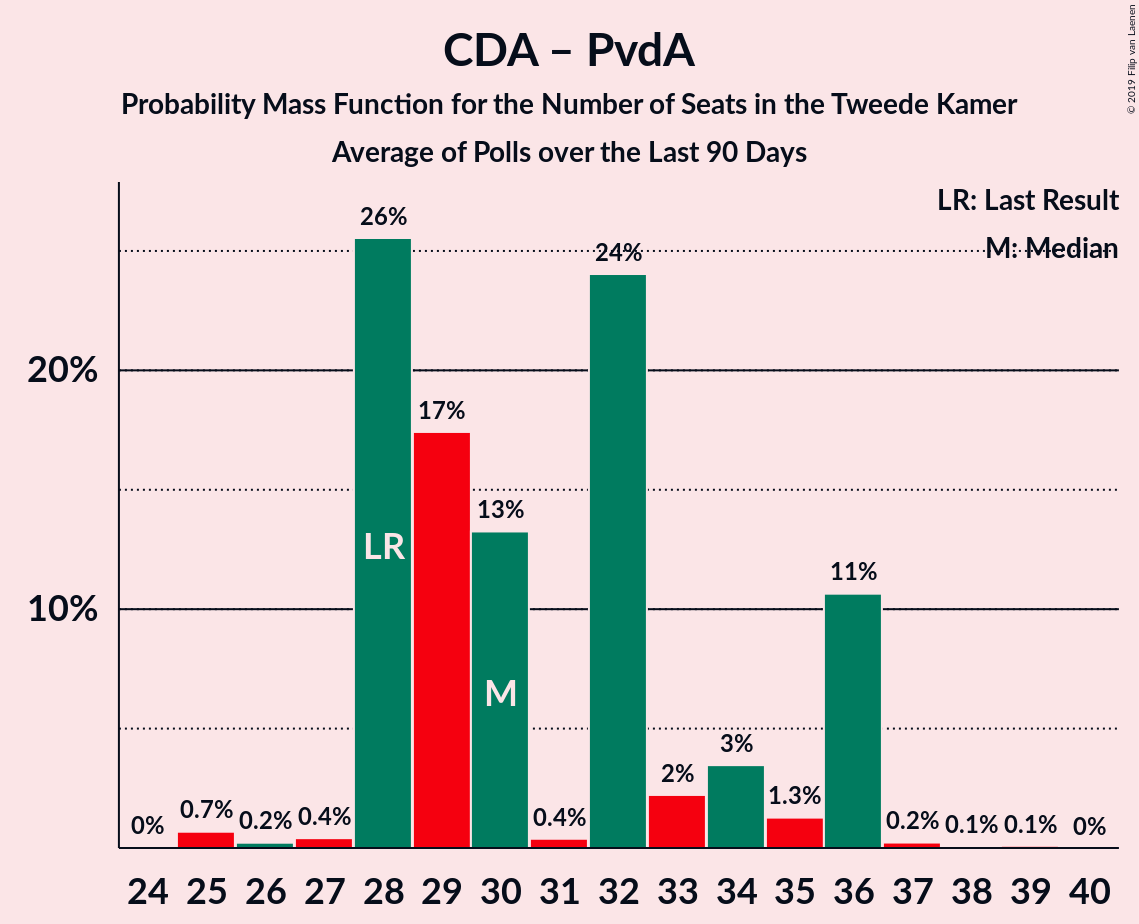 © 2019 Filip van Laenen
CDA – PvdA
Probability Mass Function for the Number of Seats in the Tweede Kamer
Average of Polls over the Last 90 Days
LR: Last Result
M: Median
20%
10%
0%
0.7%
0.2%
0.4%
26%
17%
13%
0.4%
24%
2%
3%
1.3%
11%
0.2%
0.1%
0.1%
0%
LR
M
24 25 26 27 28 29 30 31 32 33 34 35 36 37 38 39 40